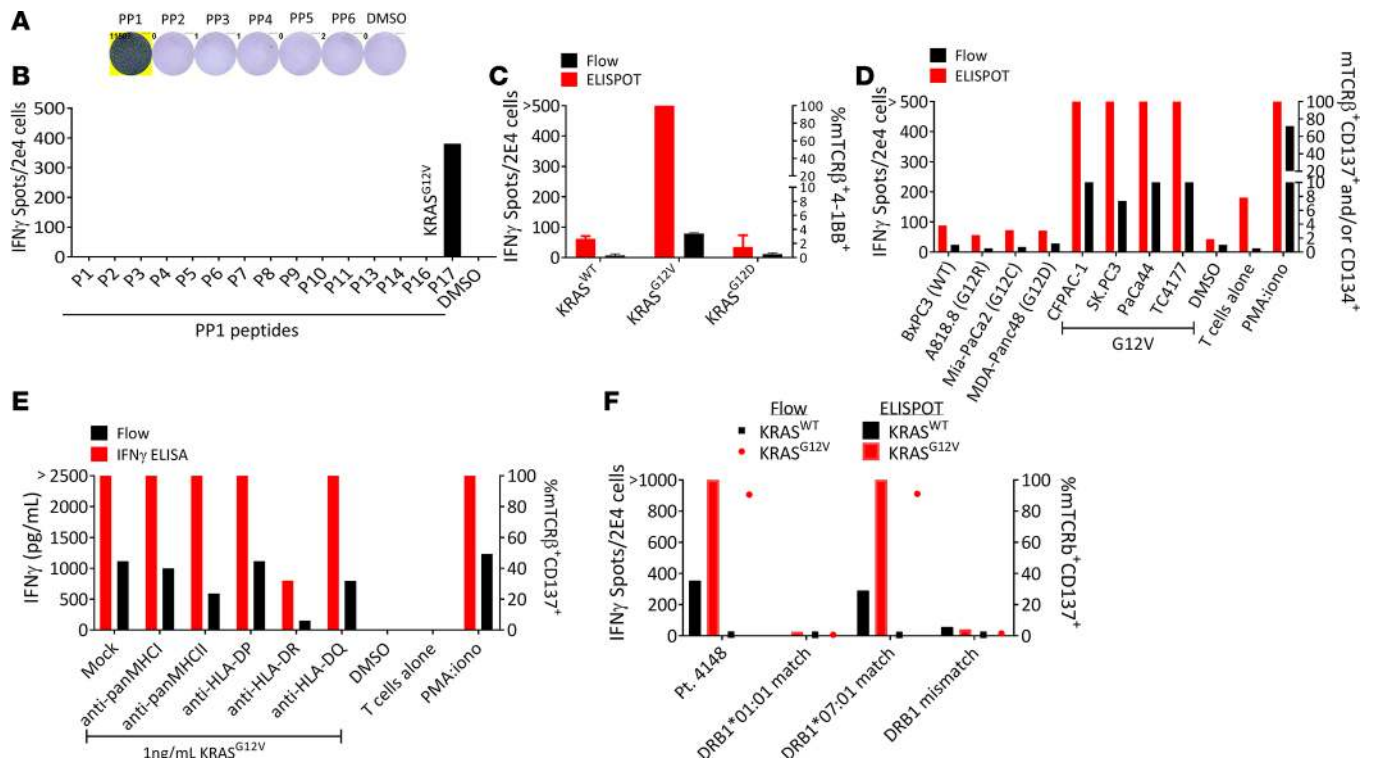 A
PP1 PP2 PP3 PP4 PP5 PP6 DMSO
0 1 1 0 2 0
B
IFNγ Spots/2e4 cells
500
400
300
200
100
0
KRASG12V
P1 P2 P3 P4 P5 P6 P7 P8 P9 P10 P11 P13 P14 P16 P17 DMSO
PP1 peptides
C
Flow
ELISPOT
IFNγ Spots/2E4 cells
>500
400
300
200
100
0
100
80
60
40
20
10
8
6
4
2
0
%mTCRβ+4-1BB+
KRASWT KRASG12V KRASG12D
D
Flow
ELISPOT
IFNγ Spots/2e4 cells
>500
400
300
200
100
0
100
80
60
40
20
10
8
6
4
2
0
mTCRβ+CD137+ and/or CD134+
BxPC3 (WT) A818.8 (G12R) Mia-PaCa2 (G12C) MDA-Panc48 (G12D) CFPAC-1 SK.PC3 PaCa44 TC4177 DMSO T cells alone PMA:iono
G12V
E
Flow
IFNγ ELISA
IFNγ (pg/mL)
> 2500
2000
1500
1000
500
0
100
80
60
40
20
0
%mTCRβ+CD137+
Mock anti-panMHCI anti-panMHCII anti-HLA-DP anti-HLA-DR anti-HLA-DQ DMSO T cells alone PMA:iono
1ng/mL KRASG12V
F
Flow ELISPOT
KRASWT KRASWT
KRASG12V KRASG12V
IFNγ Spots/2E4 cells
>1000
800
600
400
200
0
100
80
60
40
20
0
%mTCRb+CD137+
Pt. 4148 DRB1*01:01 match DRB1*07:01 match DRB1 mismatch